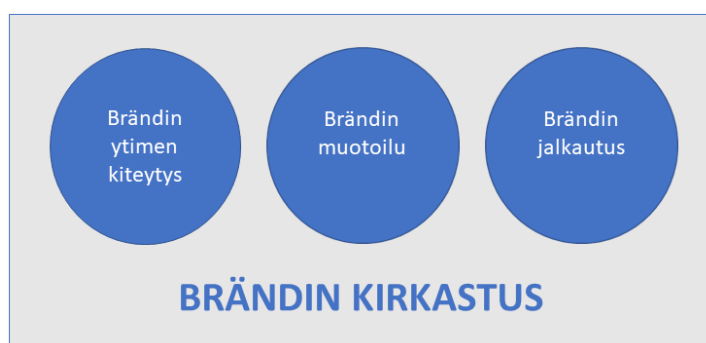 Brändin
ytimen
kiteytys
Brändin
muotoilu
Brändin
jalkautus
BRÄNDIN KIRKASTUS